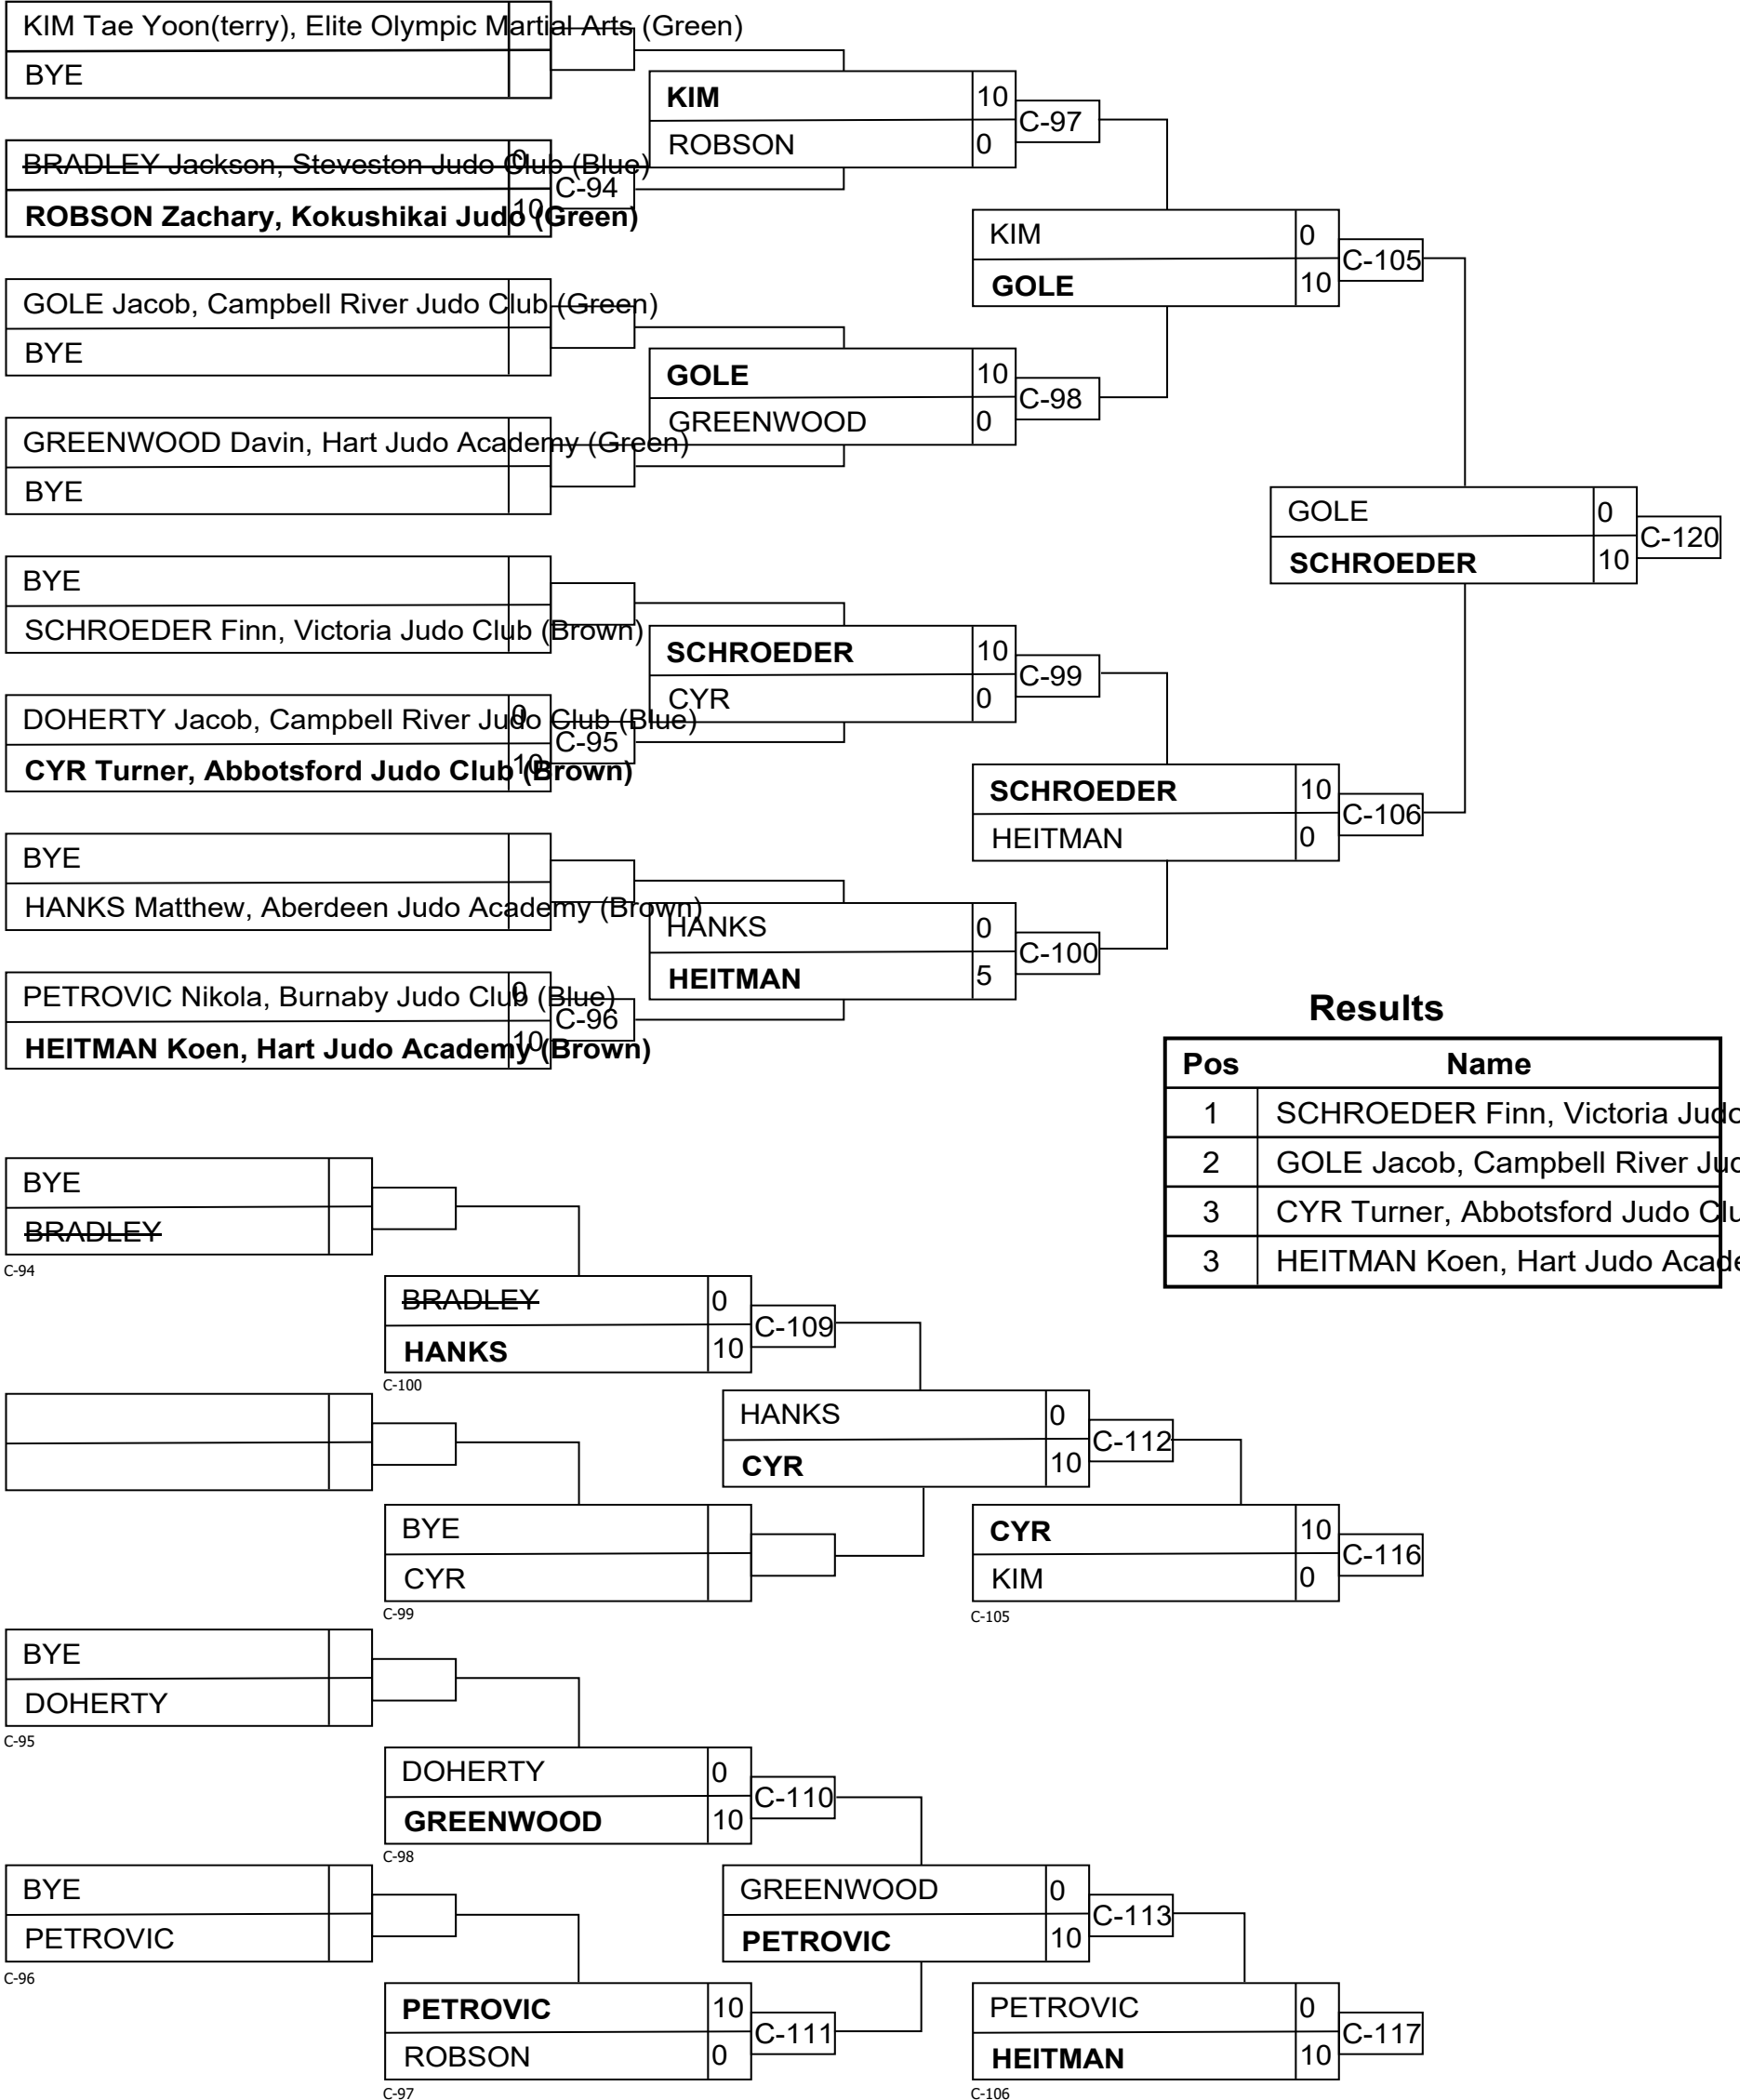 KIM Tae Yoon(terry), Elite Olympic Martial Arts (Green)
BYE
BRADLEY Jackson, Steveston Judo Club (Blue) 0
ROBSON Zachary, Kokushikai Judo (Green) 10
C-94
GOLE Jacob, Campbell River Judo Club (Green)
BYE
GREENWOOD Davin, Hart Judo Academy (Green)
BYE
BYE
SCHROEDER Finn, Victoria Judo Club (Brown)
DOHERTY Jacob, Campbell River Judo Club (Blue) 0
CYR Turner, Abbotsford Judo Club (Brown) 10
C-95
BYE
HANKS Matthew, Aberdeen Judo Academy (Brown)
PETROVIC Nikola, Burnaby Judo Club (Blue) 0
HEITMAN Koen, Hart Judo Academy (Brown) 10
C-96
KIM 10
ROBSON 0
C-97
GOLE 10
GREENWOOD 0
C-98
SCHROEDER 10
CYR 0
C-99
HANKS 0
HEITMAN 5
C-100
KIM 0
GOLE 10
C-105
SCHROEDER 10
HEITMAN 0
C-106
GOLE 0
SCHROEDER 10
C-120
Results
Pos Name
1 SCHROEDER Finn, Victoria Judo
2 GOLE Jacob, Campbell River Jud
3 CYR Turner, Abbotsford Judo Clu
3 HEITMAN Koen, Hart Judo Acade
BYE
BRADLEY
C-94
BRADLEY 0
HANKS 10
C-109
C-100
BYE
CYR
C-99
HANKS 0
CYR 10
C-112
CYR 10
KIM 0
C-116
C-105
BYE
DOHERTY
C-95
DOHERTY 0
GREENWOOD 10
C-110
C-98
BYE
PETROVIC
C-96
PETROVIC 10
ROBSON 0
C-111
C-97
GREENWOOD 0
PETROVIC 10
C-113
PETROVIC 0
HEITMAN 10
C-117
C-106